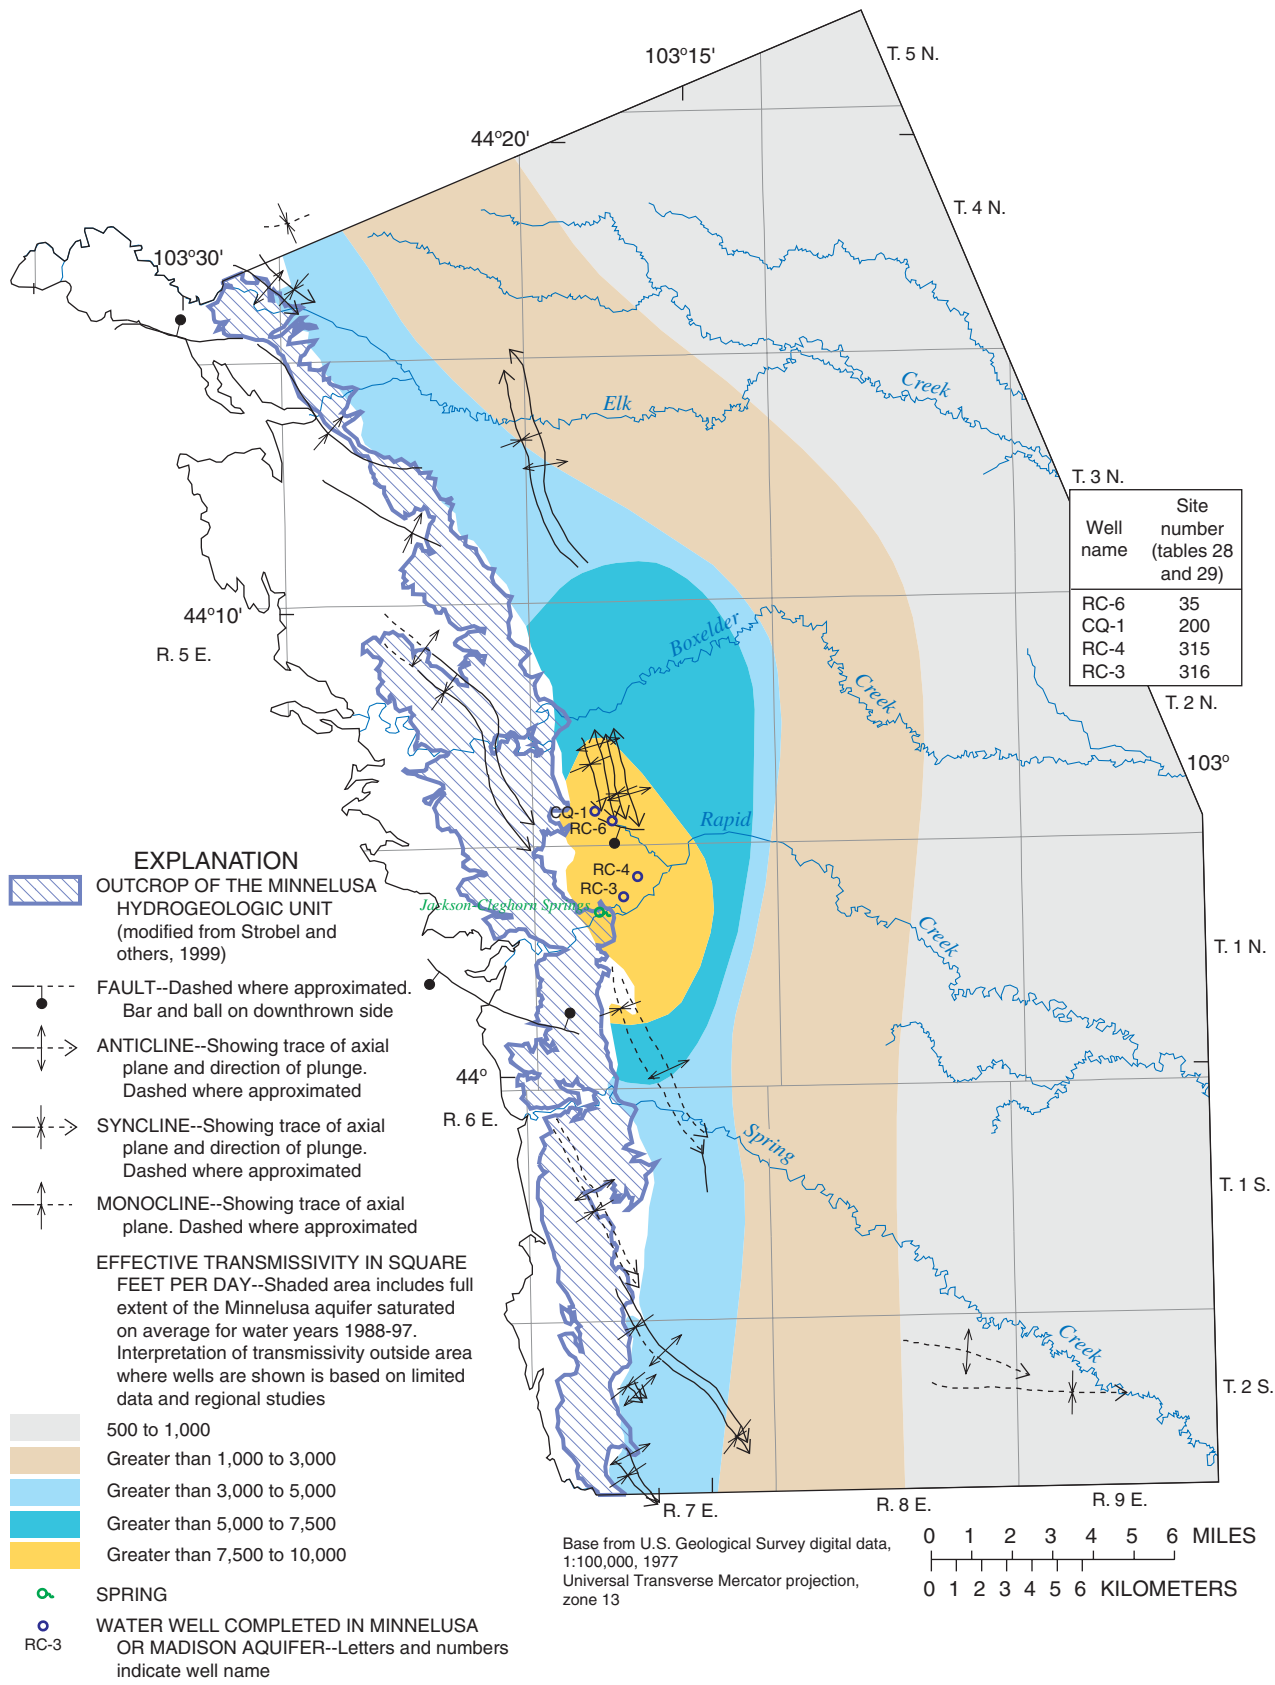 103°15'
T. 5 N.
44°20'
T. 4 N.
103°30'
Creek
Elk
T. 3 N.
Well name
Site number (tables 28 and 29)
RC-6 35
CQ-1 200
RC-4 315
RC-3 316
44°10'
R. 5 E.
Boxelder
Creek
T. 2 N.
103°
CQ-1
RC-6
Rapid
RC-4
RC-3
Jackson-Cleghorn Springs
Creek
T. 1 N.
44°
R. 6 E.
Spring
T. 1 S.
Creek
T. 2 S.
R. 7 E.
R. 8 E.
R. 9 E.
EXPLANATION
OUTCROP OF THE MINNELUSA
HYDROGEOLOGIC UNIT
(modified from Strobel and
others, 1999)
FAULT--Dashed where approximated.
Bar and ball on downthrown side
ANTICLINE--Showing trace of axial
plane and direction of plunge.
Dashed where approximated
SYNCLINE--Showing trace of axial
plane and direction of plunge.
Dashed where approximated
MONOCLINE--Showing trace of axial
plane. Dashed where approximated
EFFECTIVE TRANSMISSIVITY IN SQUARE
FEET PER DAY--Shaded area includes full
extent of the Minnelusa aquifer saturated
on average for water years 1988-97.
Interpretation of transmissivity outside area
where wells are shown is based on limited
data and regional studies
500 to 1,000
Greater than 1,000 to 3,000
Greater than 3,000 to 5,000
Greater than 5,000 to 7,500
Greater than 7,500 to 10,000
SPRING
WATER WELL COMPLETED IN MINNELUSA
RC-3 OR MADISON AQUIFER--Letters and numbers
indicate well name
Base from U.S. Geological Survey digital data,
1:100,000, 1977
Universal Transverse Mercator projection,
zone 13
0 1 2 3 4 5 6 MILES
0 1 2 3 4 5 6 KILOMETERS